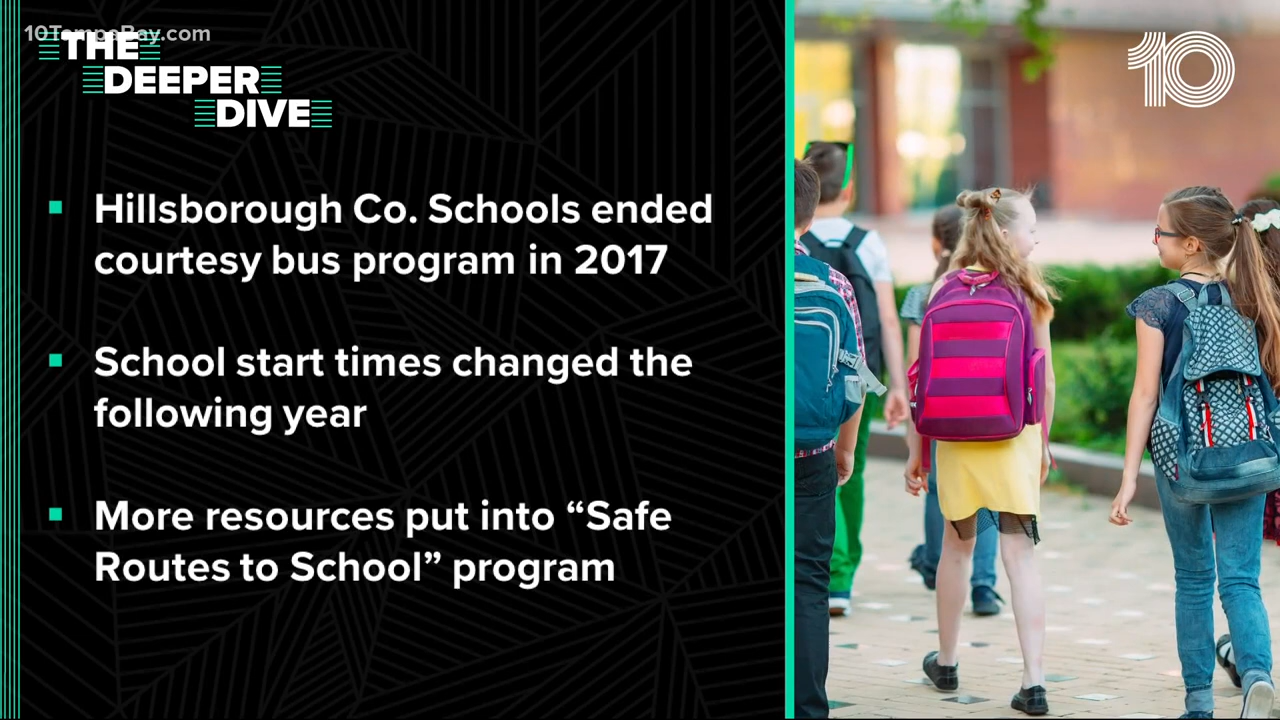 10TampaBay.com
THE
DEEPER
DIVE
10
Hillsborough Co. Schools ended
courtesy bus program in 2017
School start times changed the
following year
More resources put into “Safe
Routes to School” program